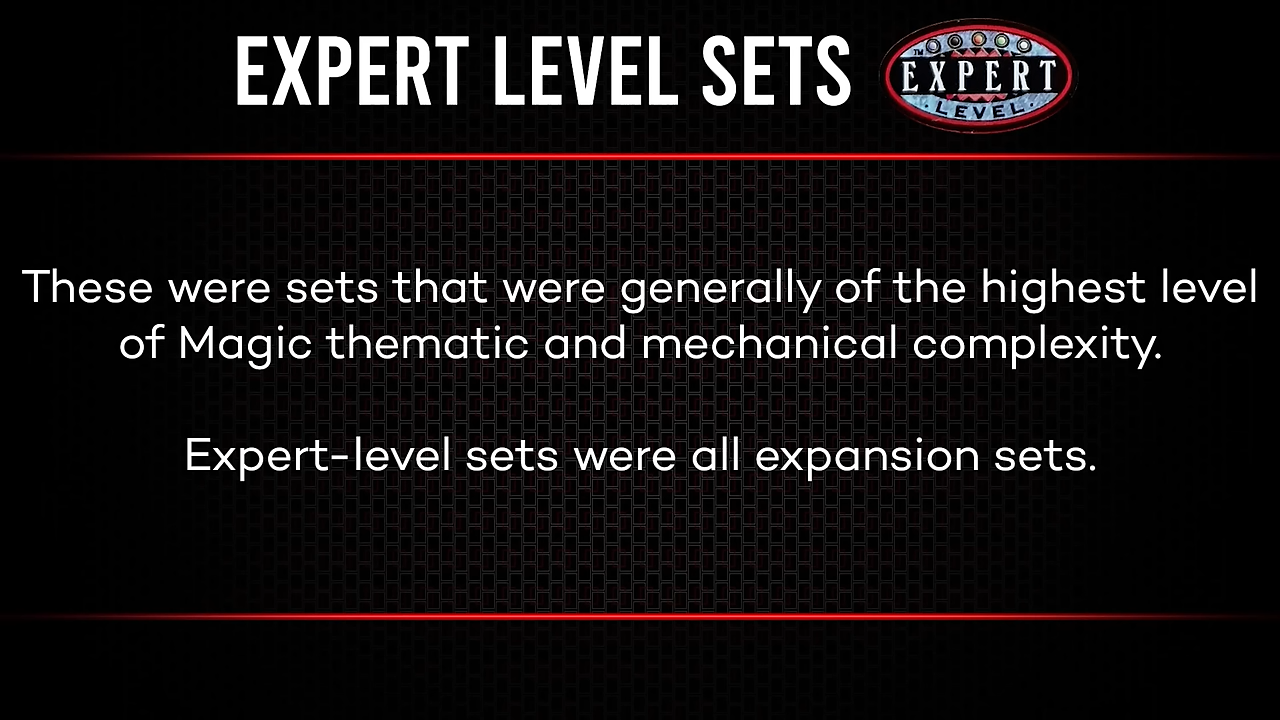 EXPERT LEVEL SETS
TM
EXPERT
LEVEL
These were sets that were generally of the highest level
of Magic thematic and mechanical complexity.
Expert-level sets were all expansion sets.